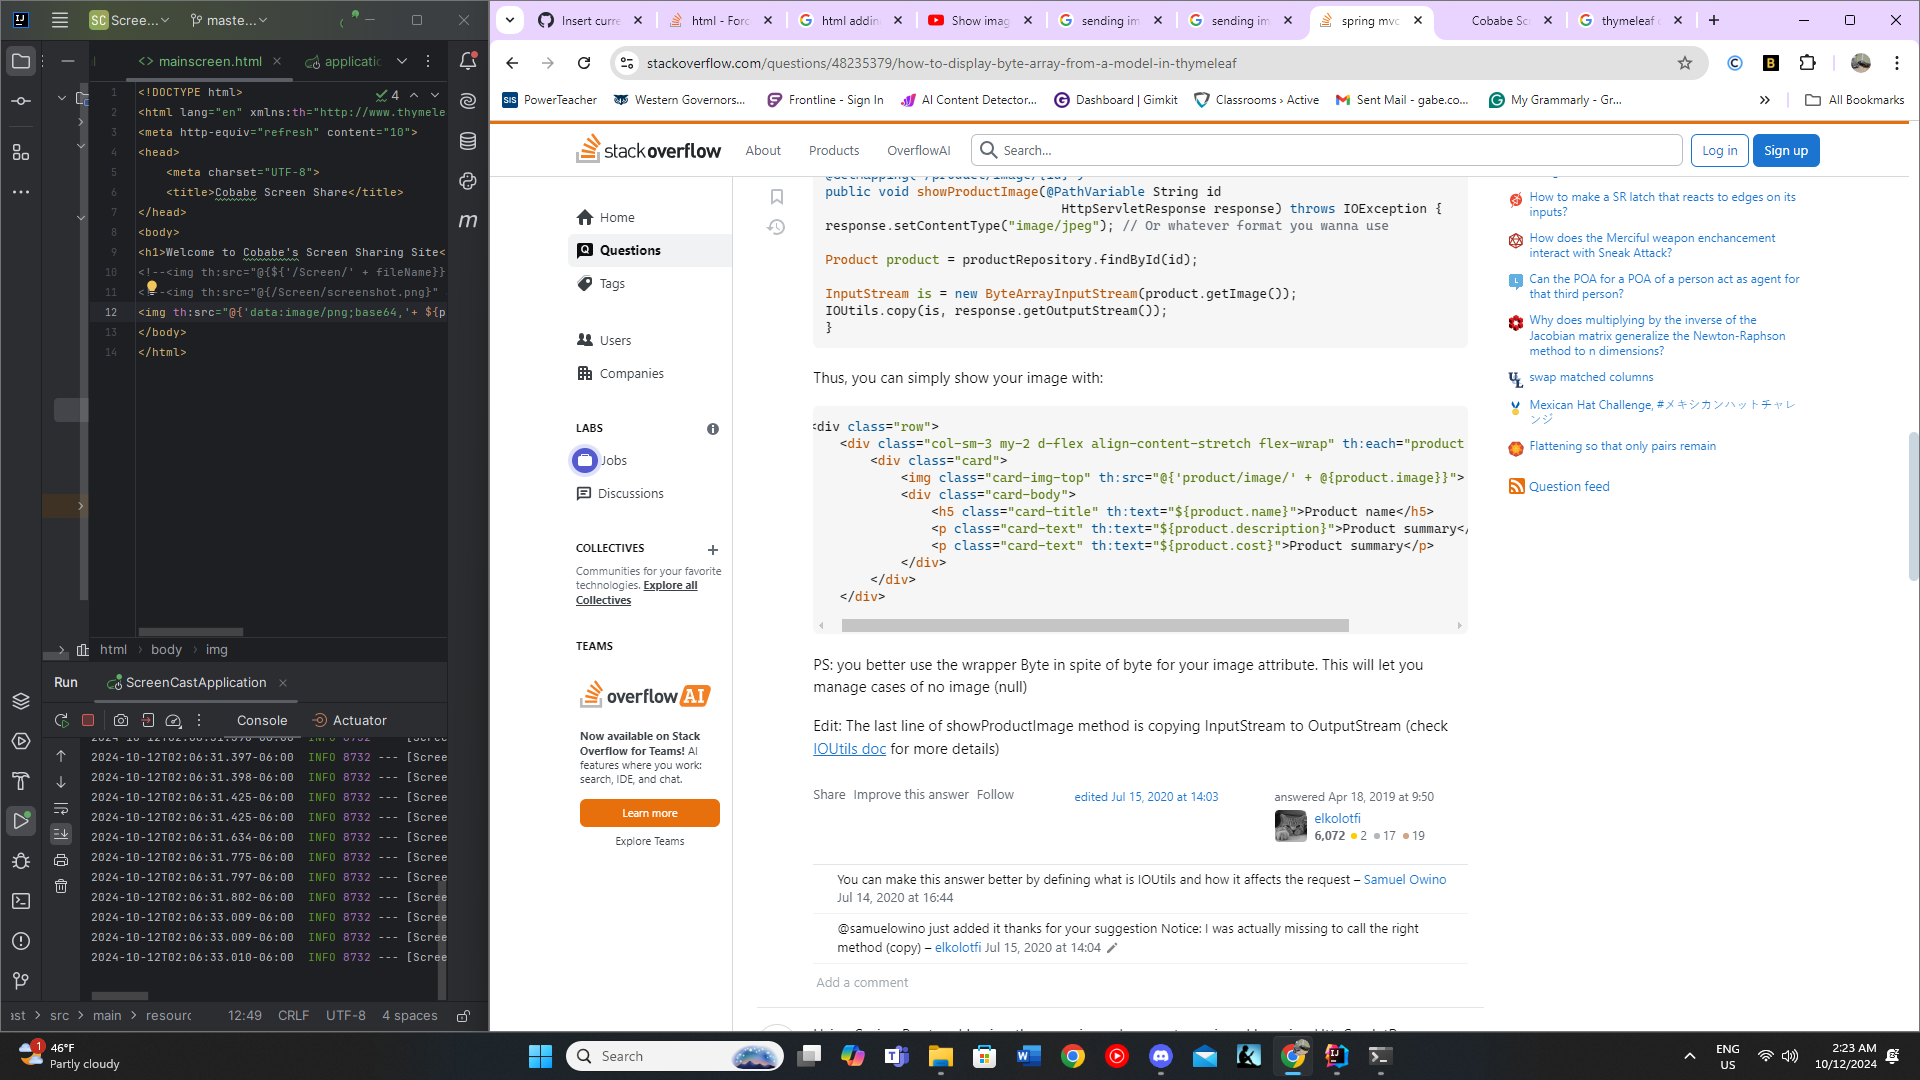 SC Scree...
maste...
Insert curre
html - Forc
html addin
Show imag
sending im
sending im
spring mvc
Cobabe Scr
thymeleaf c
mainscreen.html
applicatio
stackoverflow.com/questions/48235379/how-to-display-byte-array-from-a-model-in-thymeleaf
PowerTeacher
Western Governors...
Frontline - Sign In
AI Content Detector...
Dashboard | Gimkit
Classrooms › Active
Sent Mail - gabe.co...
My Grammarly - Gr...
All Bookmarks
4
1 <!DOCTYPE html>
2 <html lang="en" xmlns:th="http://www.thymele
3 <meta http-equiv="refresh" content="10">
4 <head>
5 <meta charset="UTF-8">
6 <title>Cobabe Screen Share</title>
7 </head>
8 <body>
9 <h1>Welcome to Cobabe's Screen Sharing Site<
10 <!--<img th:src="@{${'/Screen/' + fileName}}
11 <!--<img th:src="@{/Screen/screenshot.png}"
12 <img th:src="@{'data:image/png;base64,'+ ${p
13 </body>
14 </html>
html › body › img
Run
ScreenCastApplication
Console
Actuator
2024-10-12T02:06:31.397-06:00 INFO 8732 --- [Scree
2024-10-12T02:06:31.398-06:00 INFO 8732 --- [Scree
2024-10-12T02:06:31.425-06:00 INFO 8732 --- [Scree
2024-10-12T02:06:31.425-06:00 INFO 8732 --- [Scree
2024-10-12T02:06:31.634-06:00 INFO 8732 --- [Scree
2024-10-12T02:06:31.775-06:00 INFO 8732 --- [Scree
2024-10-12T02:06:31.797-06:00 INFO 8732 --- [Scree
2024-10-12T02:06:31.802-06:00 INFO 8732 --- [Scree
2024-10-12T02:06:33.009-06:00 INFO 8732 --- [Scree
2024-10-12T02:06:33.009-06:00 INFO 8732 --- [Scree
2024-10-12T02:06:33.010-06:00 INFO 8732 --- [Scree
ast › src › main › resourc
12:49 CRLF UTF-8 4 spaces
stackoverflow
About
Products
OverflowAI
Search...
Log in
Sign up
Home
Questions
Tags
Users
Companies
LABS
Jobs
Discussions
COLLECTIVES
Communities for your favorite
technologies. Explore all
Collectives
TEAMS
overflow AI
Now available on Stack
Overflow for Teams! AI
features where you work:
search, IDE, and chat.
Learn more
Explore Teams
public void showProductImage(@PathVariable String id
HttpServletResponse response) throws IOException {
response.setContentType("image/jpeg"); // Or whatever format you wanna use
Product product = productRepository.findById(id);
InputStream is = new ByteArrayInputStream(product.getImage());
IOUtils.copy(is, response.getOutputStream());
}
Thus, you can simply show your image with:
<div class="row">
<div class="col-sm-3 my-2 d-flex align-content-stretch flex-wrap" th:each="product
<div class="card">
<img class="card-img-top" th:src="@{'product/image/' + @{product.image}}">
<div class="card-body">
<h5 class="card-title" th:text="${product.name}">Product name</h5>
<p class="card-text" th:text="${product.description}">Product summary</
<p class="card-text" th:text="${product.cost}">Product summary</p>
</div>
</div>
</div>
PS: you better use the wrapper Byte in spite of byte for your image attribute. This will let you
manage cases of no image (null)
Edit: The last line of showProductImage method is copying InputStream to OutputStream (check
IOUtils doc for more details)
Share Improve this answer Follow
edited Jul 15, 2020 at 14:03
answered Apr 18, 2019 at 9:50
elkolotfi
6,072 2 17 19
You can make this answer better by defining what is IOUtils and how it affects the request – Samuel Owino
Jul 14, 2020 at 16:44
@samuelowino just added it thanks for your suggestion Notice: I was actually missing to call the right
method (copy) – elkolotfi Jul 15, 2020 at 14:04
Add a comment
How to make a SR latch that reacts to edges on its
inputs?
How does the Merciful weapon enchancement
interact with Sneak Attack?
Can the POA for a POA of a person act as agent for
that third person?
Why does multiplying by the inverse of the
Jacobian matrix generalize the Newton-Raphson
method to n dimensions?
swap matched columns
Mexican Hat Challenge, #メキシカンハットチャレ
ンジ
Flattening so that only pairs remain
Question feed
1
46°F
Partly cloudy
Search
ENG
US
2:23 AM
10/12/2024